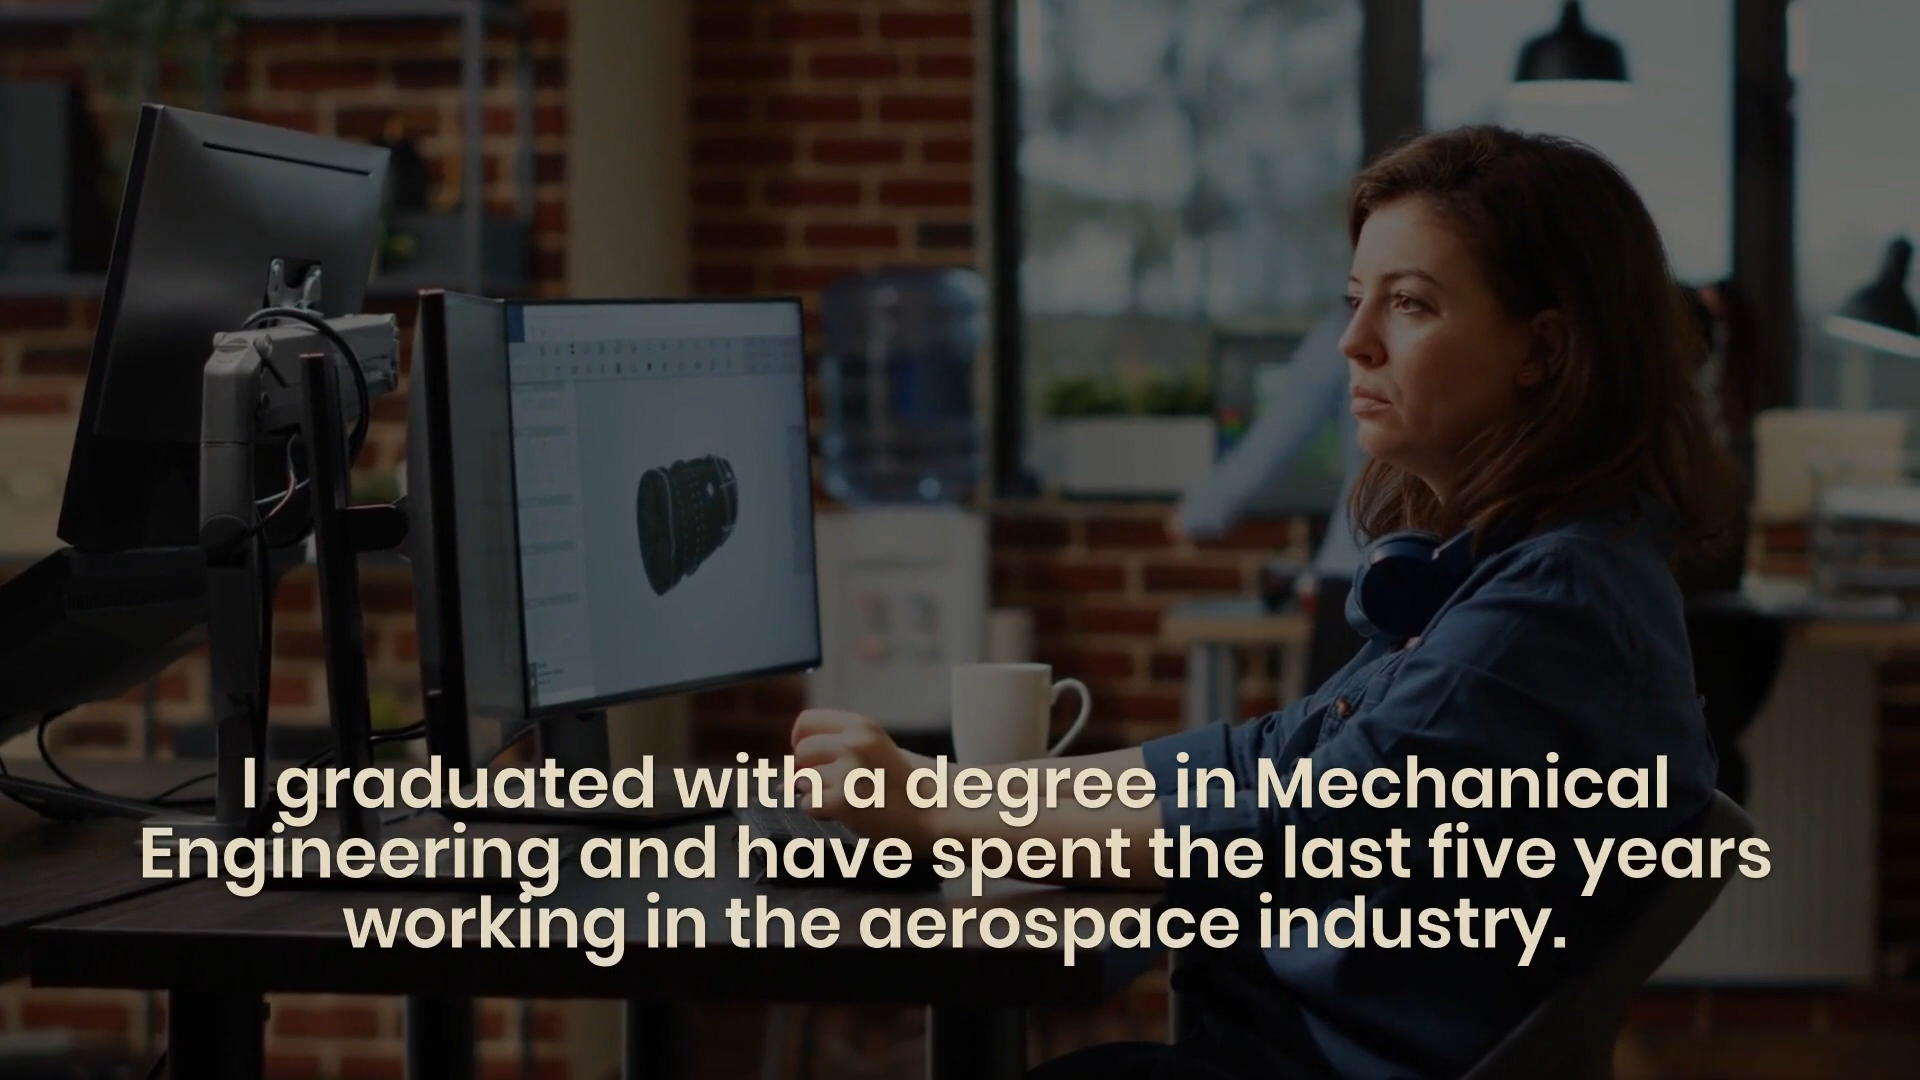 I graduated with a degree in Mechanical
Engineering and have spent the last five years
working in the aerospace industry.